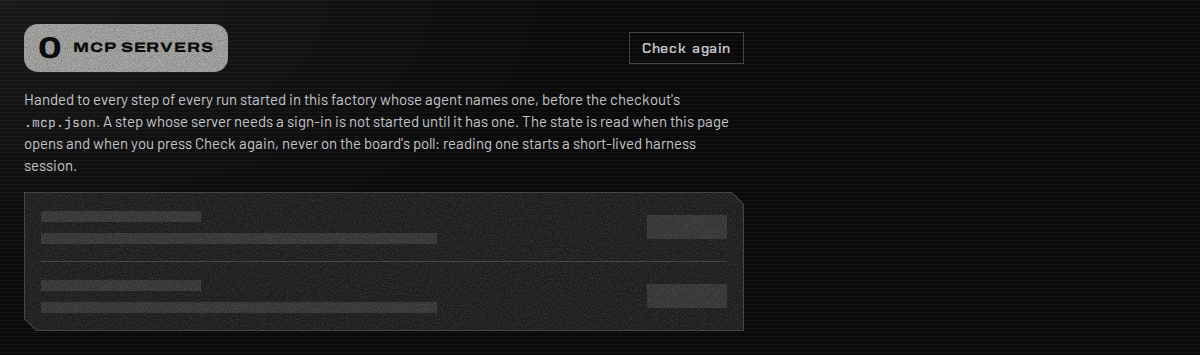 0 MCP SERVERS
Check again
Handed to every step of every run started in this factory whose agent names one, before the checkout's
.mcp.json. A step whose server needs a sign-in is not started until it has one. The state is read when this page
opens and when you press Check again, never on the board's poll: reading one starts a short-lived harness
session.